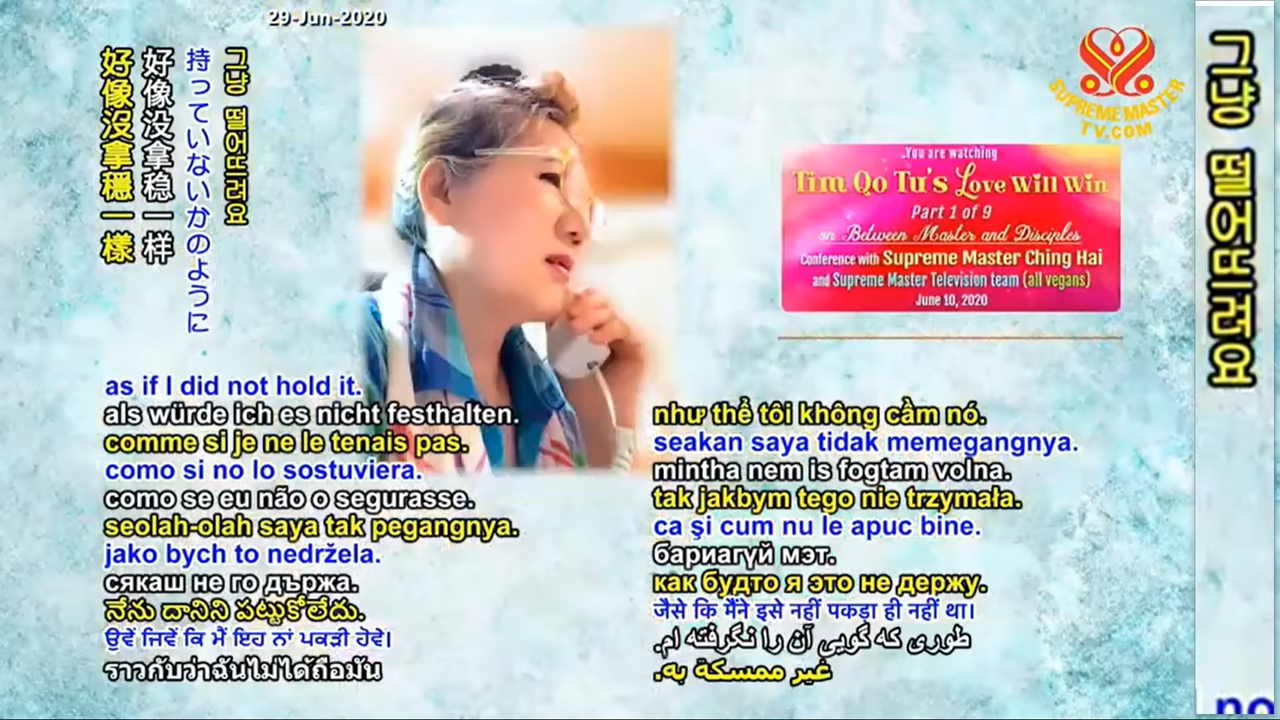 29-Jun-2020
그냥 떨어뜨려여
持っていないかのように
好像没拿稳一样
好像沒拿穩一樣
SUPREME MASTER
TV.COM
You are watching
Tim Qo Tu's Love Will Win
Part 1 of 9
on Between Master and Disciples
Conference with Supreme Master Ching Hai
and Supreme Master Television team (all vegans)
June 10, 2020
as if I did not hold it.
als würde ich es nicht festhalten.
comme si je ne le tenais pas.
como si no lo sostuviera.
como se eu não o segurasse.
seolah-olah saya tak pegangnya.
jako bych to nedržela.
сякаш не го държа.
నేను దానిని పట్టుకోలేదు.
ਉਵੇਂ ਜਿਵੇਂ ਕਿ ਮੈਂ ਇਹ ਨਾਂ ਪਕੜੀ ਹੋਵੇ।
ราวกับว่าฉันไม่ได้ถือมัน
như thể tôi không cầm nó.
seakan saya tidak memegangnya.
mintha nem is fogtam volna.
tak jakbym tego nie trzymała.
ca şi cum nu le apuc bine.
бариагүй мэт.
как будто я это не держу.
जैसे कि मैंने इसे नहीं पकड़ा ही नहीं था।
طوری که گویی آن را نگرفته ام.
غير ممسكة به.
no